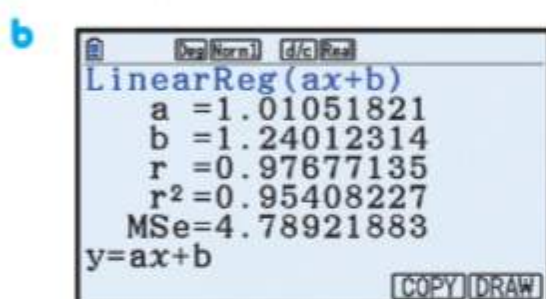 b
Deg Norm1 d/c Real
LinearReg(ax+b)
a =1.01051821
b =1.24012314
r =0.97677135
r²=0.95408227
MSe=4.78921883
y=ax+b
COPY DRAW